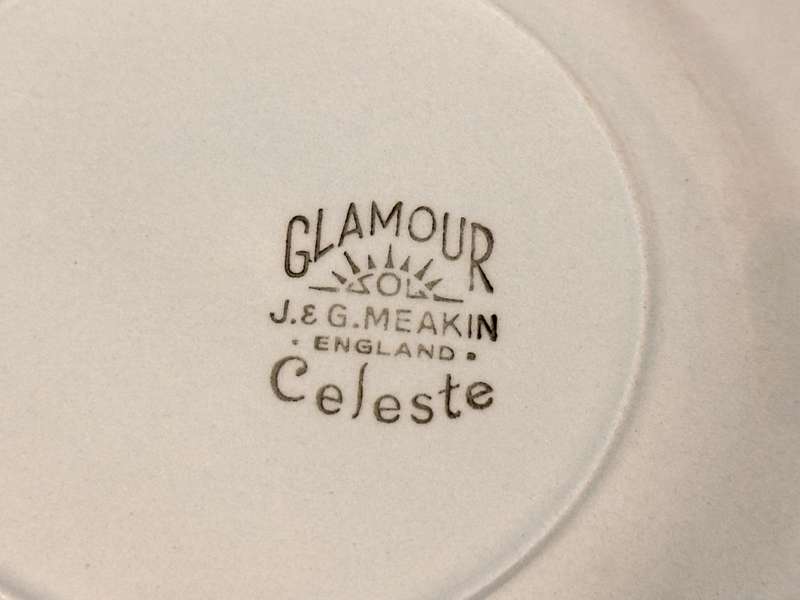 GLAMOUR
SOL
J.& G.MEAKIN
· ENGLAND ·
Celeste